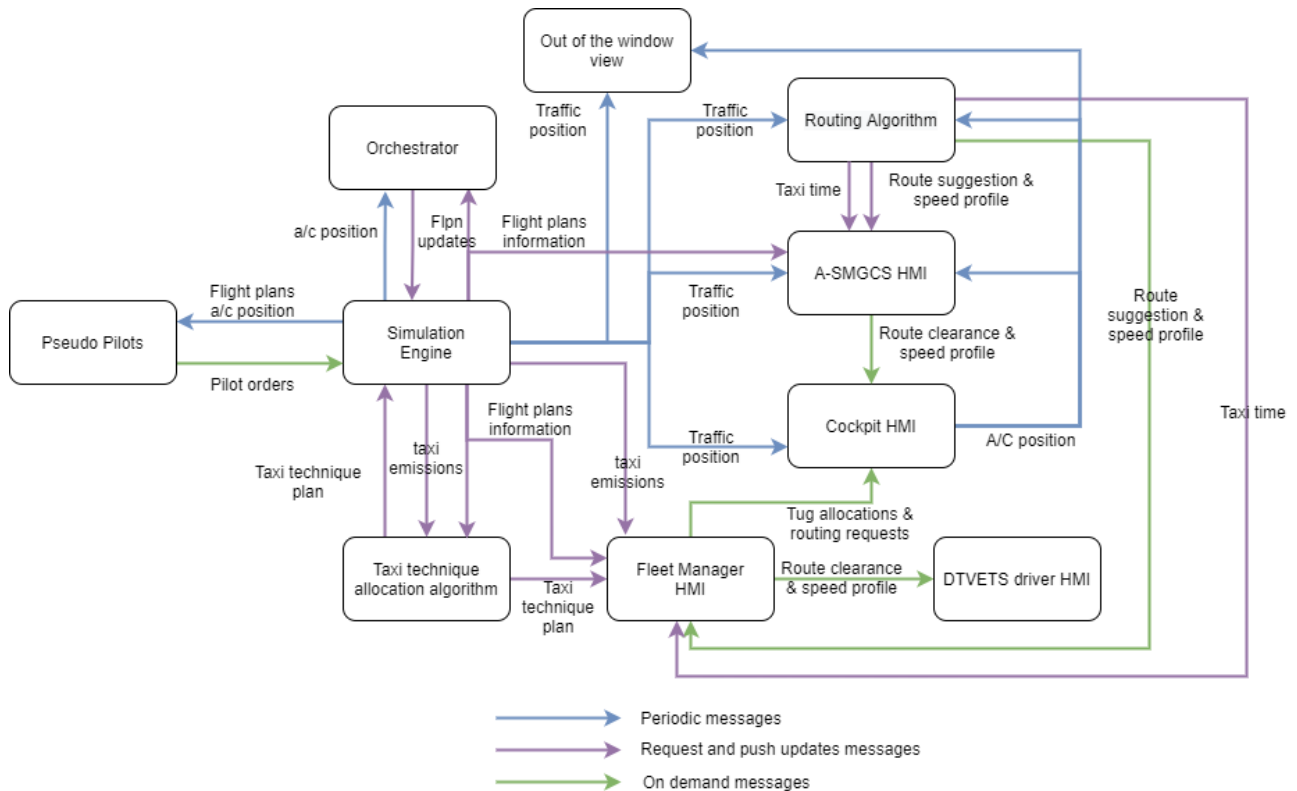 Out of the window
view
Traffic
position
Traffic
position
Routing Algorithm
Orchestrator
Taxi time
Route suggestion &
speed profile
a/c position
Flpn
updates
Flight plans
information
A-SMGCS HMI
Flight plans
a/c position
Traffic
position
Route
suggestion &
speed profile
Pseudo Pilots
Simulation
Engine
Route clearance &
speed profile
Pilot orders
Flight plans
information
Cockpit HMI
Taxi time
A/C position
Traffic
position
Taxi technique
plan
taxi
emissions
taxi
emissions
Tug allocations &
routing requests
Taxi technique
allocation algorithm
Fleet Manager
HMI
Route clearance
& speed profile
DTVETS driver HMI
Taxi
technique
plan
Periodic messages
Request and push updates messages
On demand messages